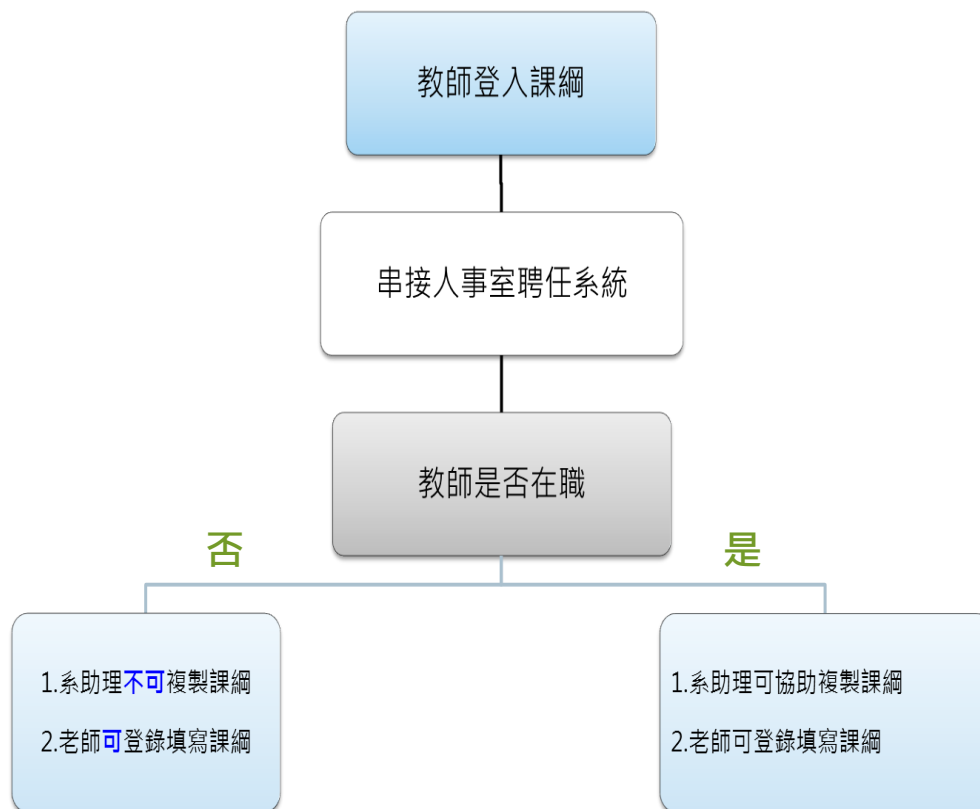 教師登入課綱
串接人事室聘任系統
教師是否在職
否
是
1.系助理不可複製課綱
2.老師可登錄填寫課綱
1.系助理可協助複製課綱
2.老師可登錄填寫課綱